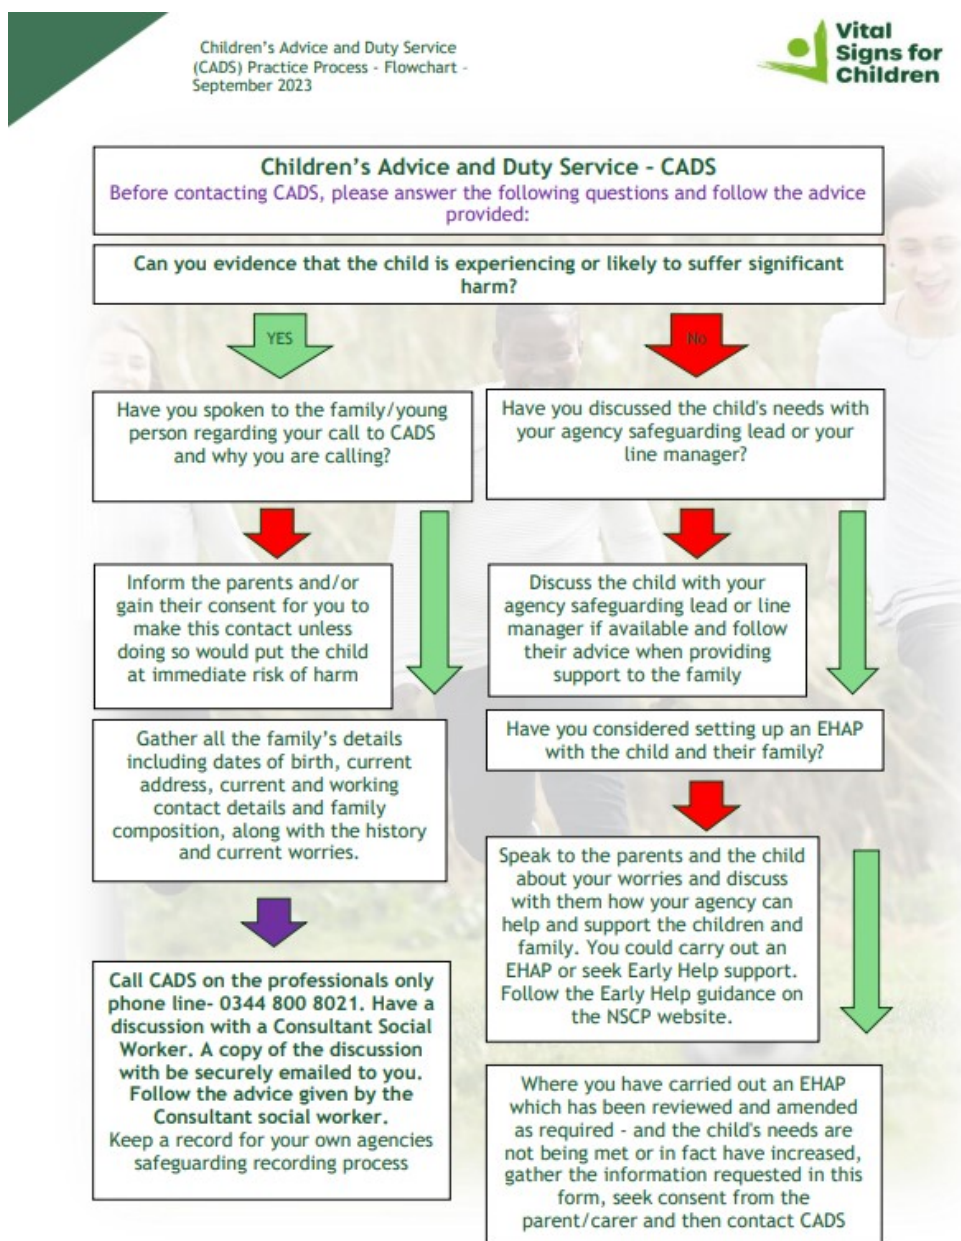 Children's Advice and Duty Service
(CADS) Practice Process - Flowchart -
September 2023
Vital
Signs for
Children
Children's Advice and Duty Service - CADS
Before contacting CADS, please answer the following questions and follow the advice
provided:
Can you evidence that the child is experiencing or likely to suffer significant
harm?
YES
No
Have you spoken to the family/young
person regarding your call to CADS
and why you are calling?
Have you discussed the child's needs with
your agency safeguarding lead or your
line manager?
Inform the parents and/or
gain their consent for you to
make this contact unless
doing so would put the child
at immediate risk of harm
Discuss the child with your
agency safeguarding lead or line
manager if available and follow
their advice when providing
support to the family
Gather all the family's details
including dates of birth, current
address, current and working
contact details and family
composition, along with the history
and current worries.
Have you considered setting up an EHAP
with the child and their family?
Speak to the parents and the child
about your worries and discuss
with them how your agency can
help and support the children and
family. You could carry out an
EHAP or seek Early Help support.
Follow the Early Help guidance on
the NSCP website.
Call CADS on the professionals only
phone line- 0344 800 8021. Have a
discussion with a Consultant Social
Worker. A copy of the discussion
with be securely emailed to you.
Follow the advice given by the
Consultant social worker.
Keep a record for your own agencies
safeguarding recording process
Where you have carried out an EHAP
which has been reviewed and amended
as required - and the child's needs are
not being met or in fact have increased,
gather the information requested in this
form, seek consent from the
parent/carer and then contact CADS